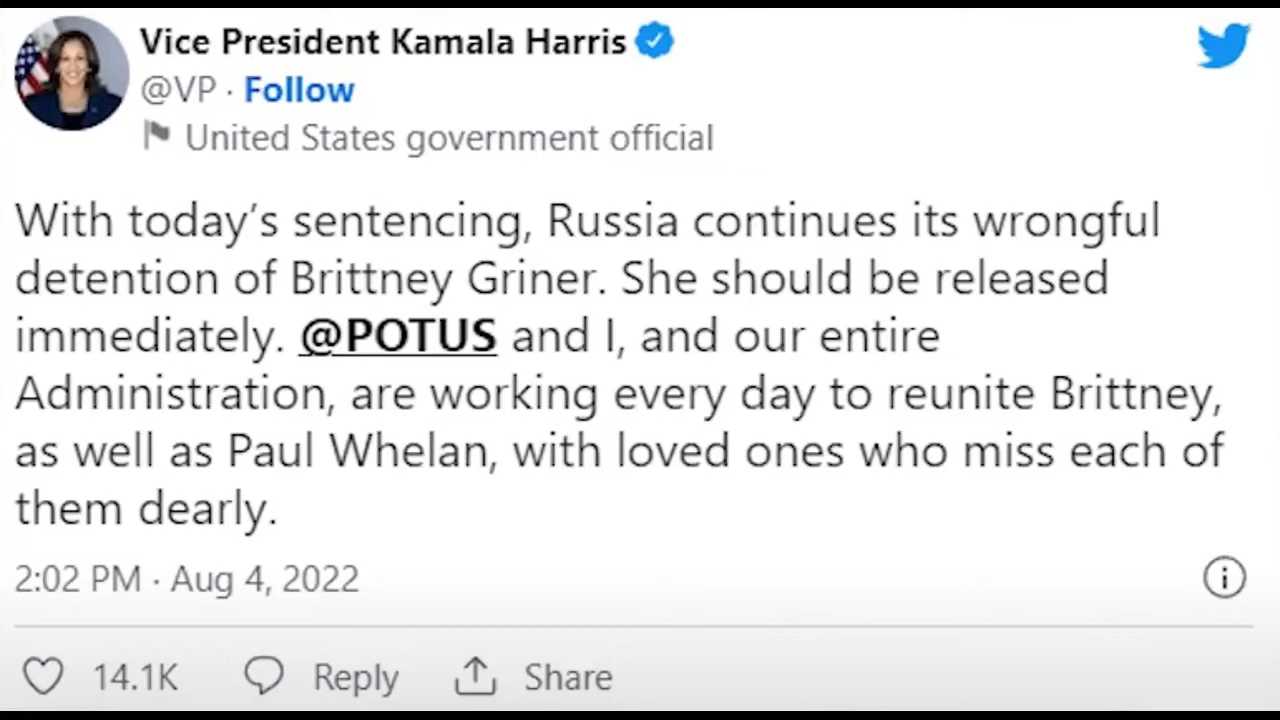 Vice President Kamala Harris
@VP · Follow
United States government official
With today’s sentencing, Russia continues its wrongful
detention of Brittney Griner. She should be released
immediately. @POTUS and I, and our entire
Administration, are working every day to reunite Brittney,
as well as Paul Whelan, with loved ones who miss each of
them dearly.
2:02 PM · Aug 4, 2022
14.1K Reply Share